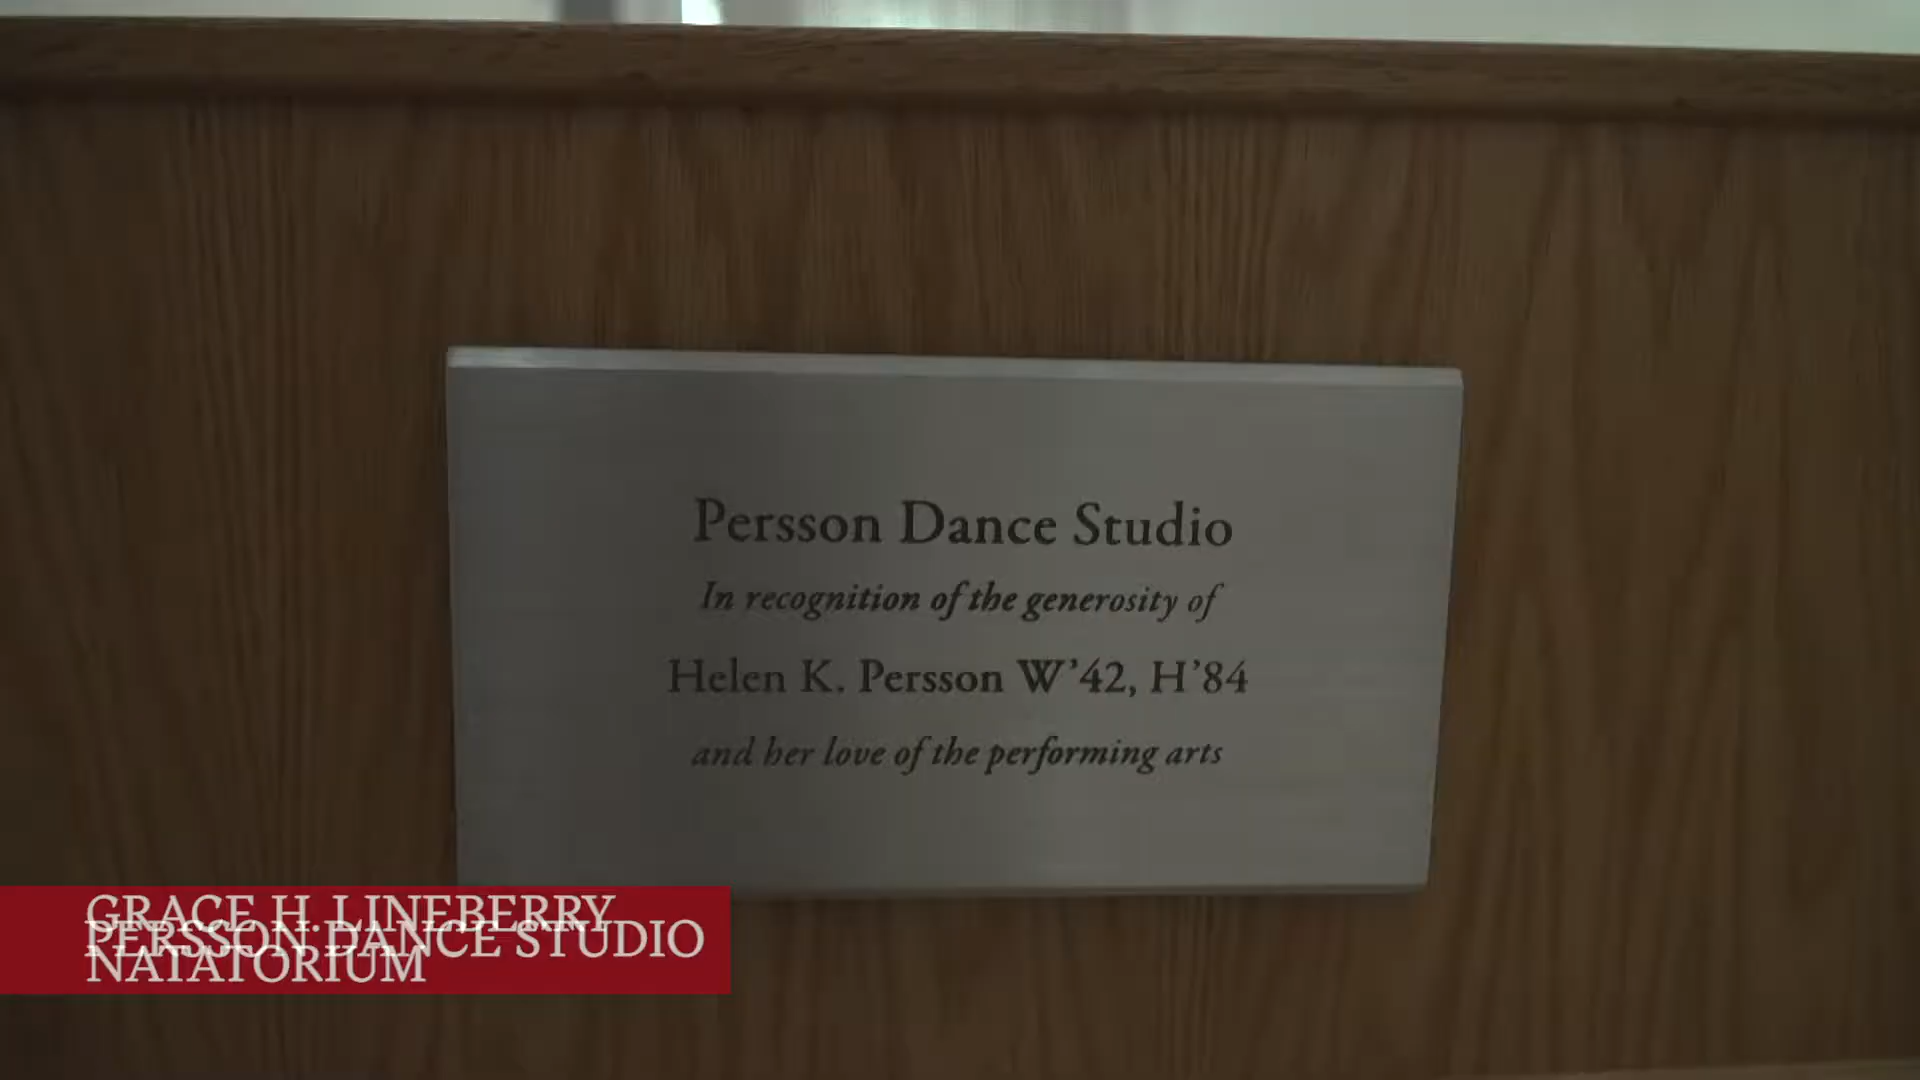 Persson Dance Studio
In recognition of the generosity of
Helen K. Persson W’42, H’84
and her love of the performing arts
GRACE H. LINEBERRY
PERSSON DANCE STUDIO
NATATORIUM